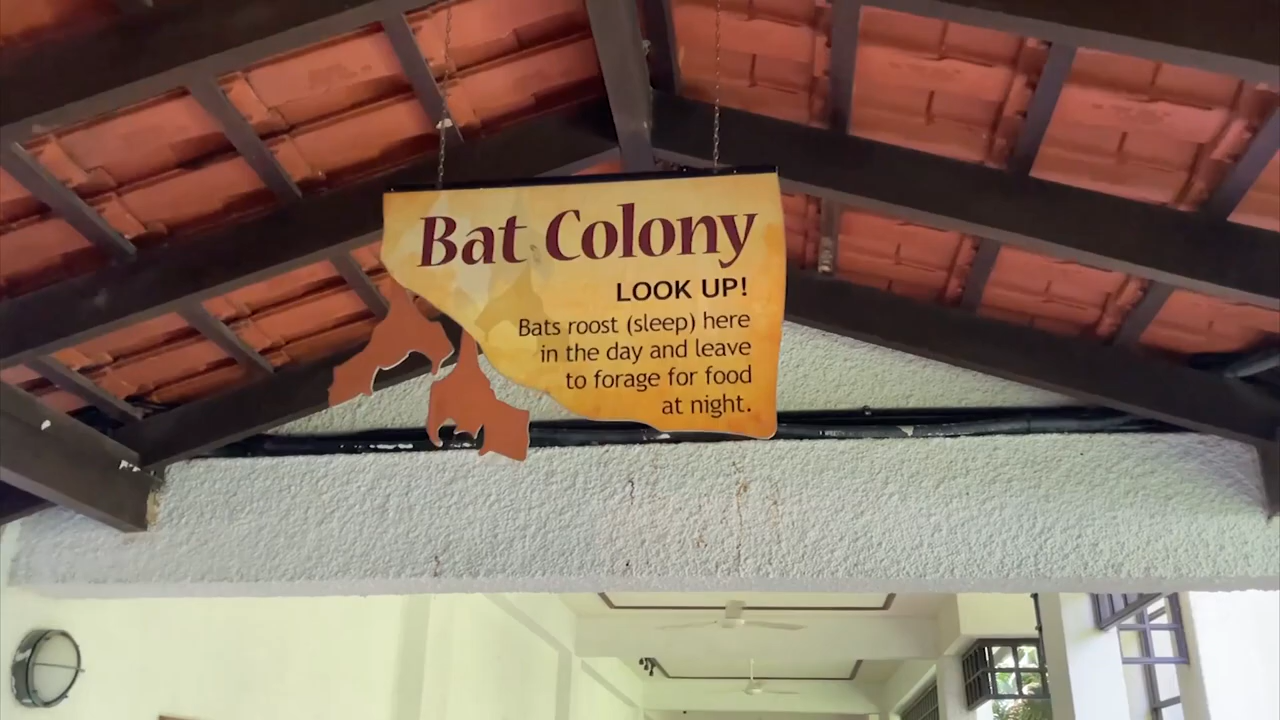 Bat Colony
LOOK UP!
Bats roost (sleep) here
in the day and leave
to forage for food
at night.